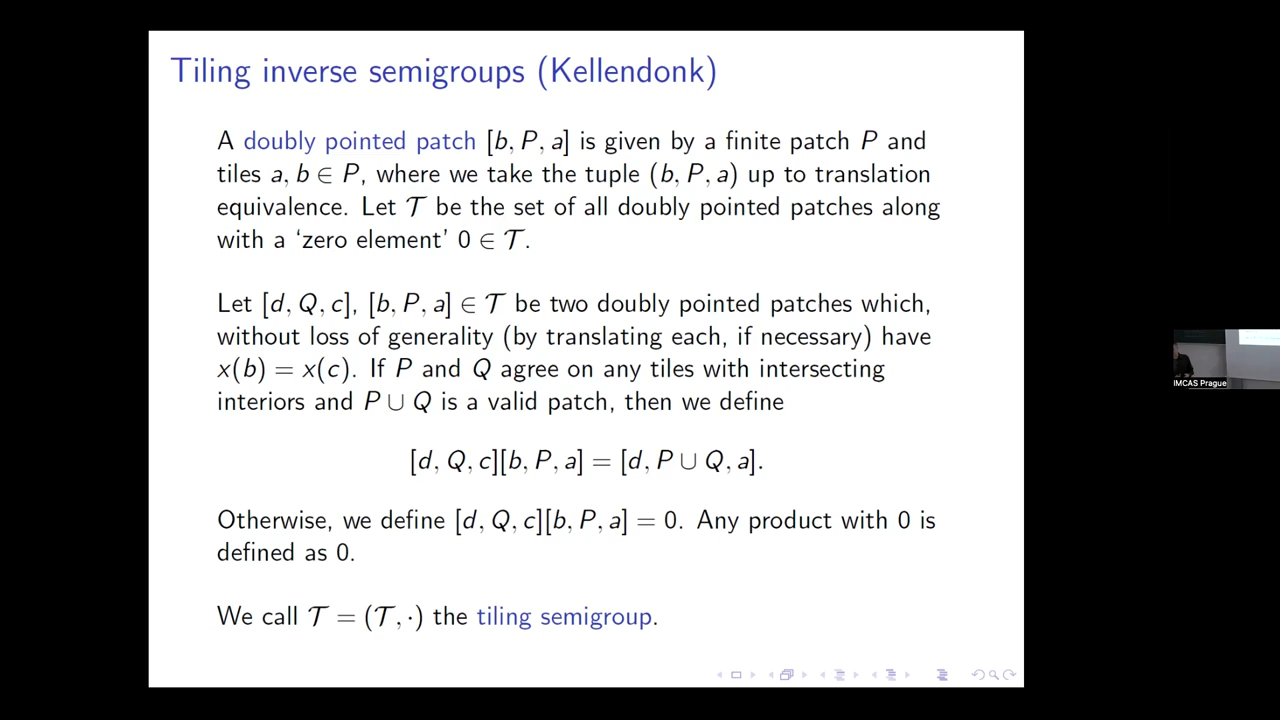 Tiling inverse semigroups (Kellendonk)
A doubly pointed patch [b, P, a] is given by a finite patch P and
tiles a, b ∈ P, where we take the tuple (b, P, a) up to translation
equivalence. Let 𝒯 be the set of all doubly pointed patches along
with a ‘zero element’ 0 ∈ 𝒯.
Let [d, Q, c], [b, P, a] ∈ 𝒯 be two doubly pointed patches which,
without loss of generality (by translating each, if necessary) have
x(b) = x(c). If P and Q agree on any tiles with intersecting
interiors and P ∪ Q is a valid patch, then we define
[d, Q, c][b, P, a] = [d, P ∪ Q, a].
Otherwise, we define [d, Q, c][b, P, a] = 0. Any product with 0 is
defined as 0.
We call 𝒯 = (𝒯, ·) the tiling semigroup.
IMCAS Prague